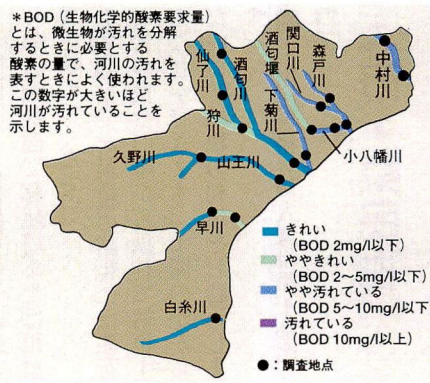 ＊BOD（生物化学的酸素要求量）
とは、微生物が汚れを分解
するときに必要とする
酸素の量で、河川の汚れを
表すときによく使われます。
この数字が大きいほど
河川が汚れていることを
示します。
仙了川
酒匂川
酒匂堰
関口川
森戸川
中村川
下菊川
狩川
小八幡川
久野川
山王川
早川
白糸川
きれい
（BOD 2mg/l以下）
ややきれい
（BOD 2〜5mg/l以下）
やや汚れている
（BOD 5〜10mg/l以下
汚れている
（BOD 10mg/l以上）
●：調査地点